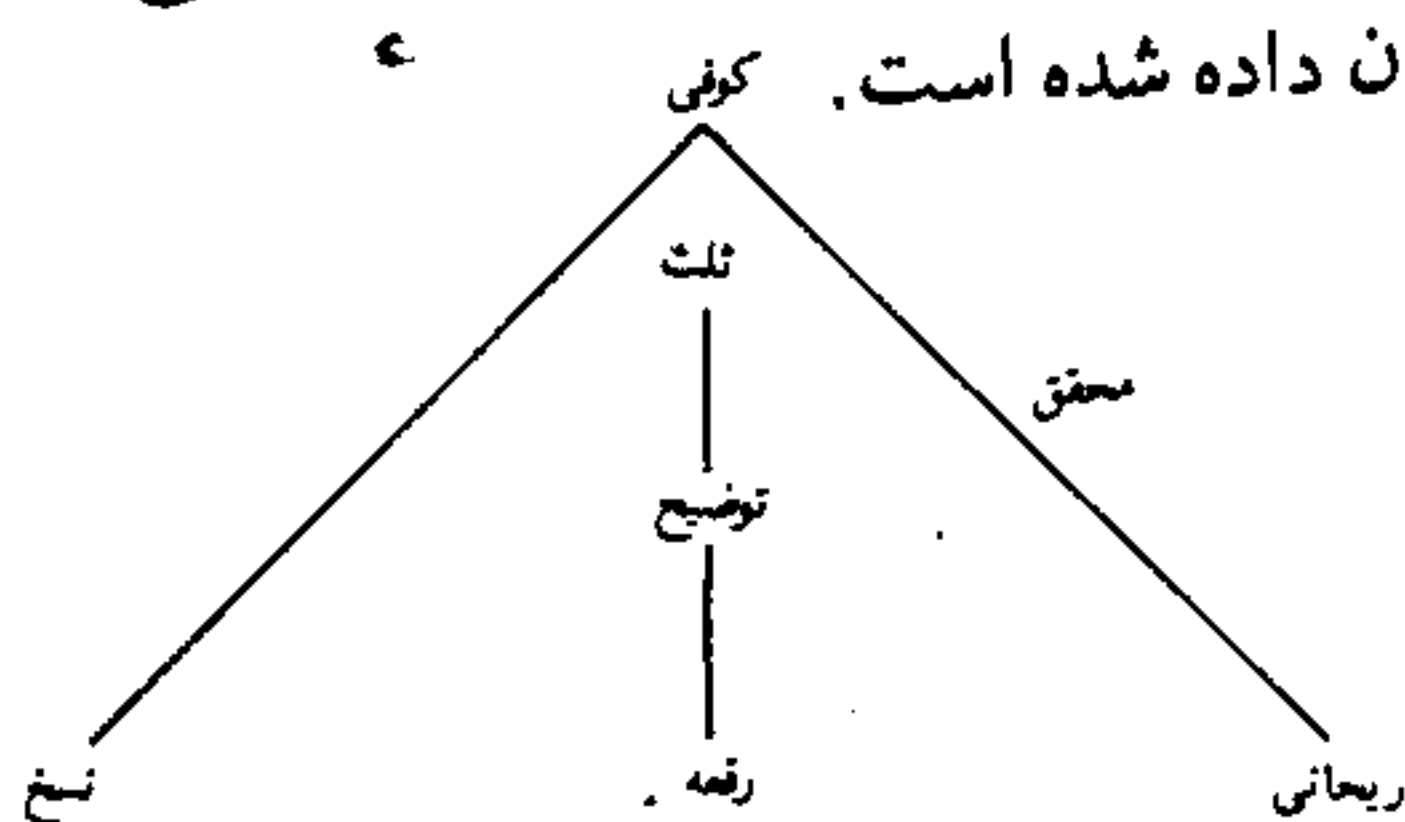 ن داده شده است.
کوفی
ثلث
محقق
توضیح
ریحانی
رقعه
نسخ